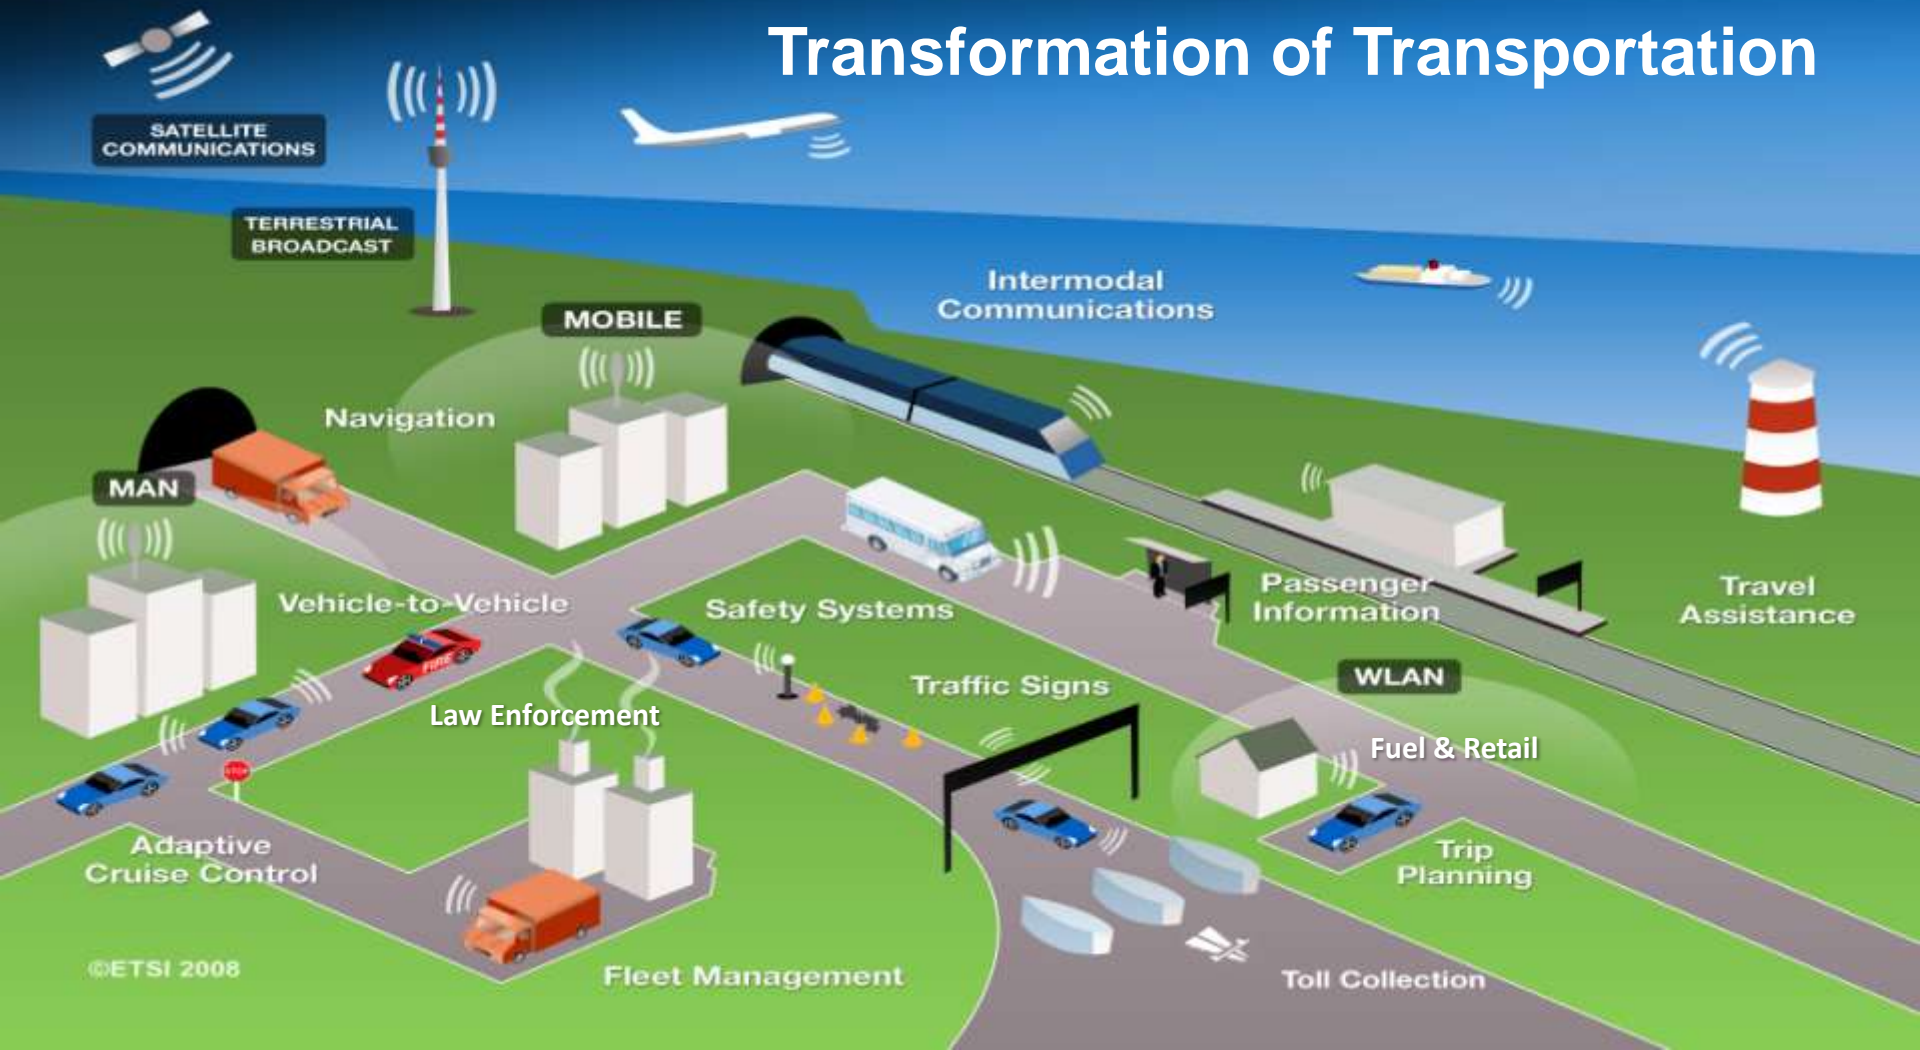 Transformation of Transportation
SATELLITE
COMMUNICATIONS
TERRESTRIAL
BROADCAST
Intermodal
Communications
MOBILE
Navigation
MAN
Vehicle-to-Vehicle
Safety Systems
Passenger
Information
Travel
Assistance
FIRE
Traffic Signs
WLAN
Law Enforcement
Fuel & Retail
STOP
Adaptive
Cruise Control
Trip
Planning
©ETSI 2008
Fleet Management
Toll Collection